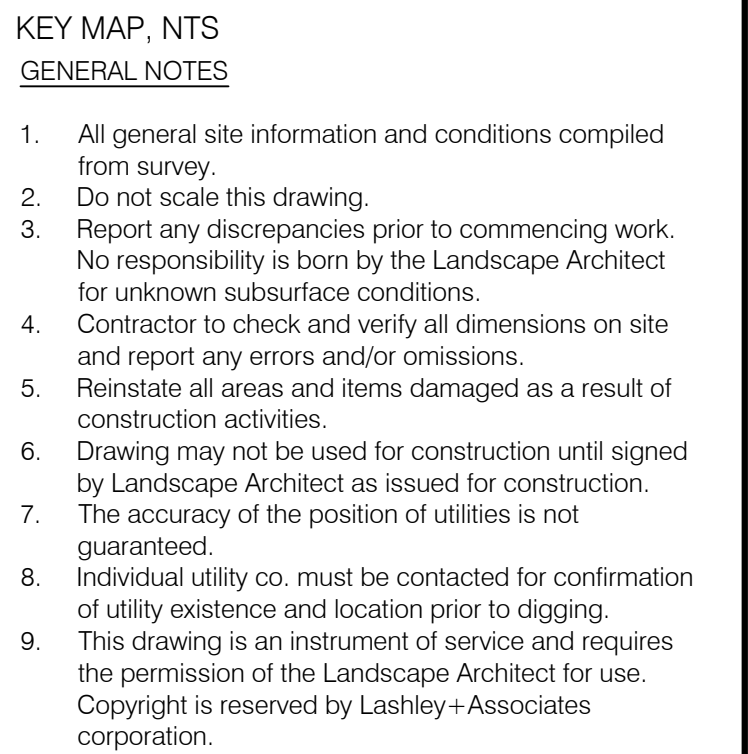 KEY MAP, NTS
GENERAL NOTES
1. All general site information and conditions compiled
from survey.
2. Do not scale this drawing.
3. Report any discrepancies prior to commencing work.
No responsibility is born by the Landscape Architect
for unknown subsurface conditions.
4. Contractor to check and verify all dimensions on site
and report any errors and/or omissions.
5. Reinstate all areas and items damaged as a result of
construction activities.
6. Drawing may not be used for construction until signed
by Landscape Architect as issued for construction.
7. The accuracy of the position of utilities is not
guaranteed.
8. Individual utility co. must be contacted for confirmation
of utility existence and location prior to digging.
9. This drawing is an instrument of service and requires
the permission of the Landscape Architect for use.
Copyright is reserved by Lashley+Associates
corporation.